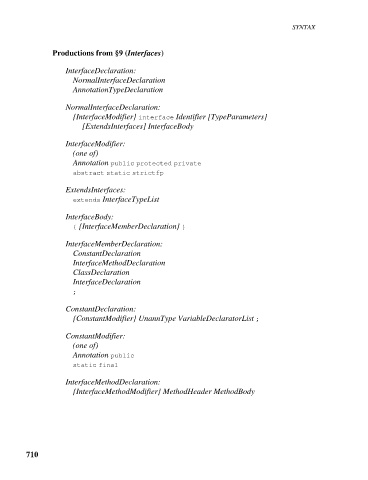 SYNTAX
Productions from §9 (Interfaces)
InterfaceDeclaration:
NormalInterfaceDeclaration
AnnotationTypeDeclaration
NormalInterfaceDeclaration:
{InterfaceModifier} interface Identifier [TypeParameters]
[ExtendsInterfaces] InterfaceBody
InterfaceModifier:
(one of)
Annotation public protected private
abstract static strictfp
ExtendsInterfaces:
extends InterfaceTypeList
InterfaceBody:
{ {InterfaceMemberDeclaration} }
InterfaceMemberDeclaration:
ConstantDeclaration
InterfaceMethodDeclaration
ClassDeclaration
InterfaceDeclaration
;
ConstantDeclaration:
{ConstantModifier} UnannType VariableDeclaratorList ;
ConstantModifier:
(one of)
Annotation public
static final
InterfaceMethodDeclaration:
{InterfaceMethodModifier} MethodHeader MethodBody
710